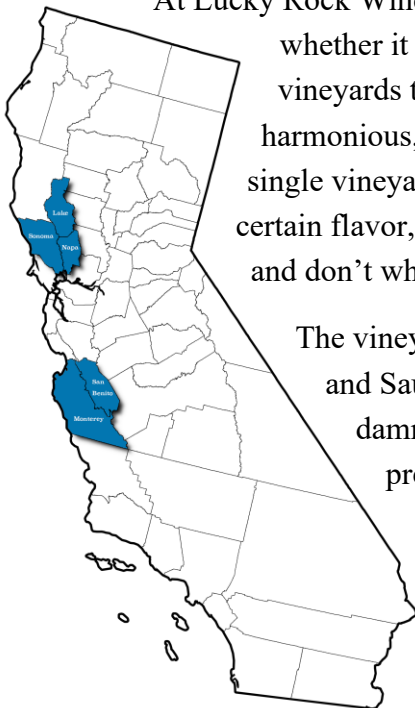 At Lucky Rock Wine
whether it
vineyards t
harmonious,
single vineya
certain flavor,
and don't wh
The viney
and Sau
damn
pro
Lake
Sonoma
Napa
San
Benito
Monterey